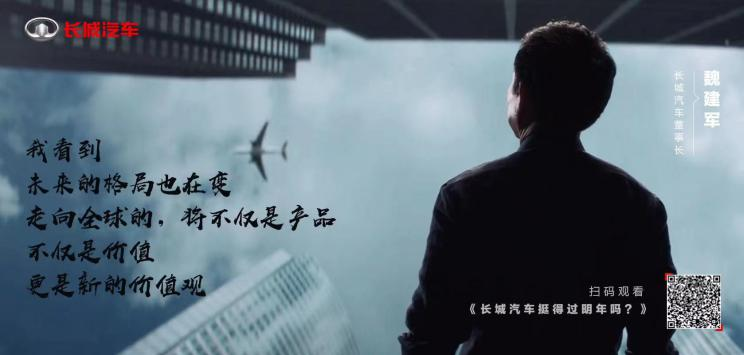 长城汽车
我看到
未来的格局也在变
走向全球的，将不仅是产品
不仅是价值
更是新的价值观
魏建军
长城汽车董事长
扫码观看
《长城汽车挺得过明年吗？》